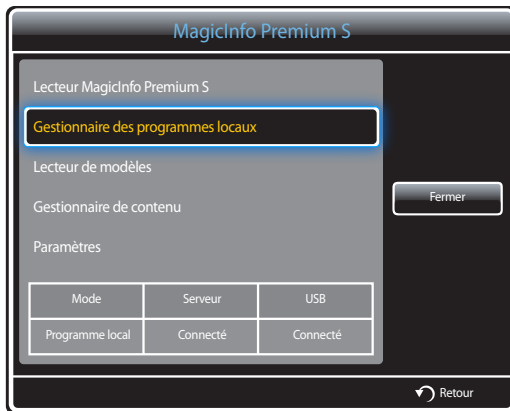 MagicInfo Premium S
Lecteur MagicInfo Premium S
Gestionnaire des programmes locaux
Lecteur de modèles
Gestionnaire de contenu
Paramètres
Fermer
Mode Serveur USB
Programme local Connecté Connecté
Retour